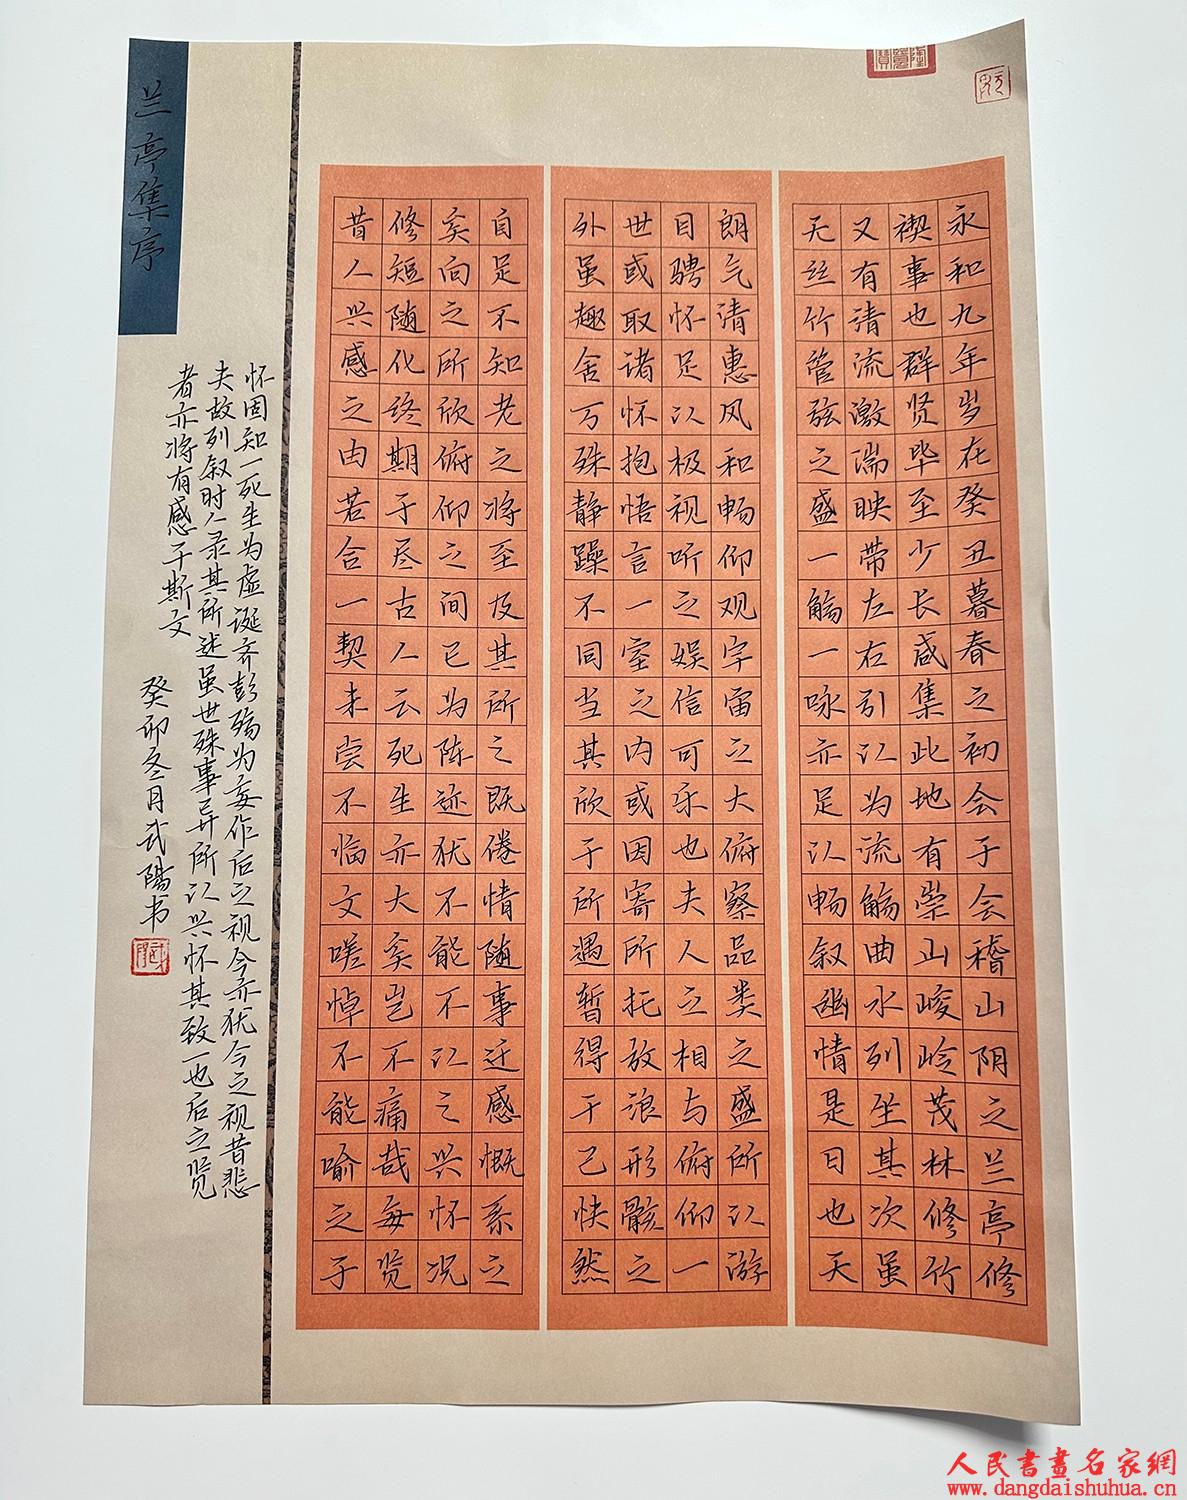 永和九年岁在癸丑暮春之初会于会稽山阴之兰亭修
禊事也群贤毕至少长咸集此地有崇山峻岭茂林修竹
又有清流激湍映带左右引以为流觞曲水列坐其次虽
无丝竹管弦之盛一觞一咏亦足以畅叙幽情是日也天
朗气清惠风和畅仰观宇宙之大俯察品类之盛所以游
目骋怀足以极视听之娱信可乐也夫人之相与俯仰一
世或取诸怀抱悟言一室之内或因寄所托放浪形骸之
外虽趣舍万殊静躁不同当其欣于所遇暂得于己快然
自足不知老之将至及其所之既倦情随事迁感慨系之
矣向之所欣俯仰之间已为陈迹犹不能不以之兴怀况
修短随化终期于尽古人云死生亦大矣岂不痛哉每览
昔人兴感之由若合一契未尝不临文嗟悼不能喻之于
怀固知一死生为虚诞齐彭殇为妄作后之视今亦犹今之视昔悲
夫故列叙时人录其所述虽世殊事异所以兴怀其致一也后之览
者亦将有感于斯文
癸卯冬月武陽书
兰亭集序
人民書畫名家網
www.dangdaishuhua.cn